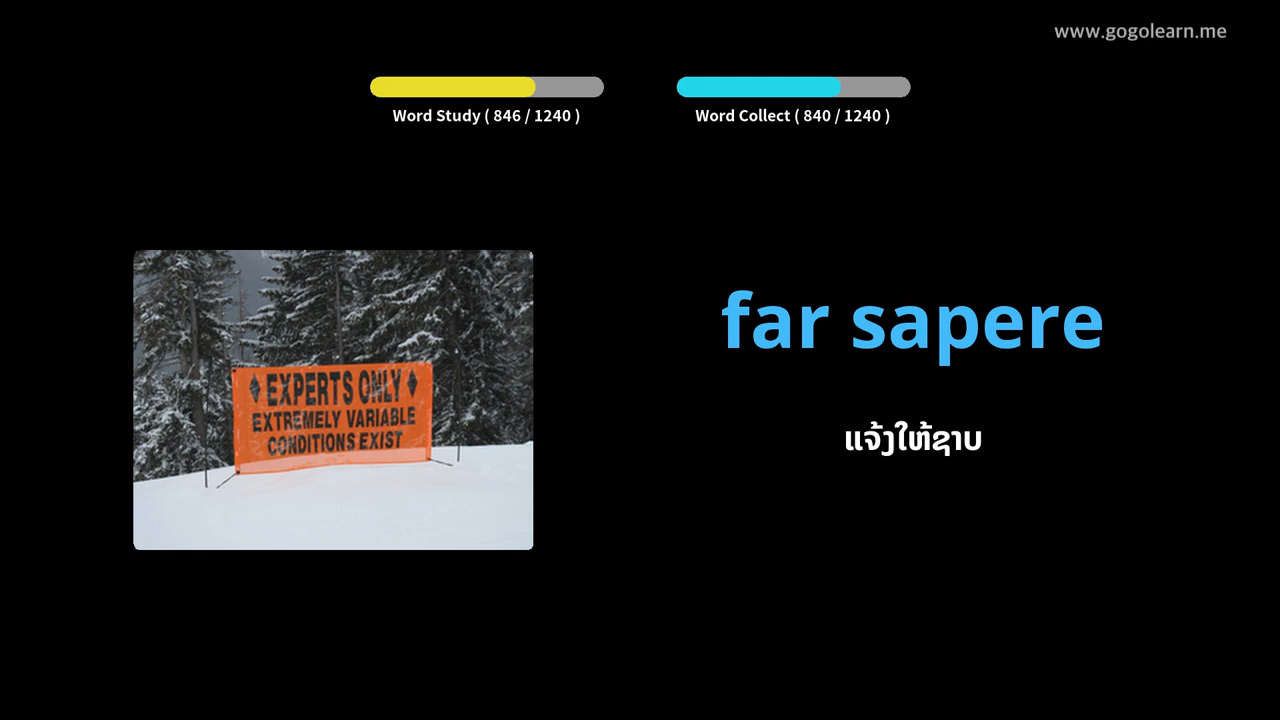 www.gogolearn.me
Word Study ( 846 / 1240 )
Word Collect ( 840 / 1240 )
EXPERTS ONLY
EXTREMELY VARIABLE
CONDITIONS EXIST
far sapere
ແຈ້ງໃຫ້ຊາບ